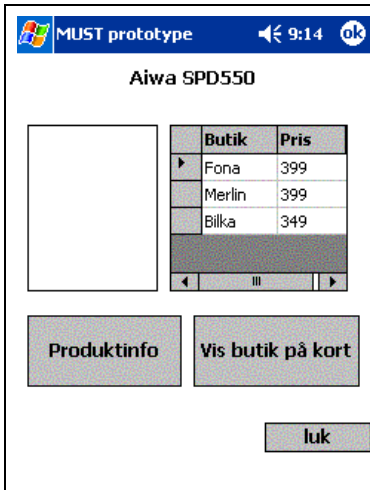 MUST prototype 9:14 ok
Aiwa SPD550
Butik Pris
Fona 399
Merlin 399
Bilka 349
Produktinfo Vis butik på kort
luk